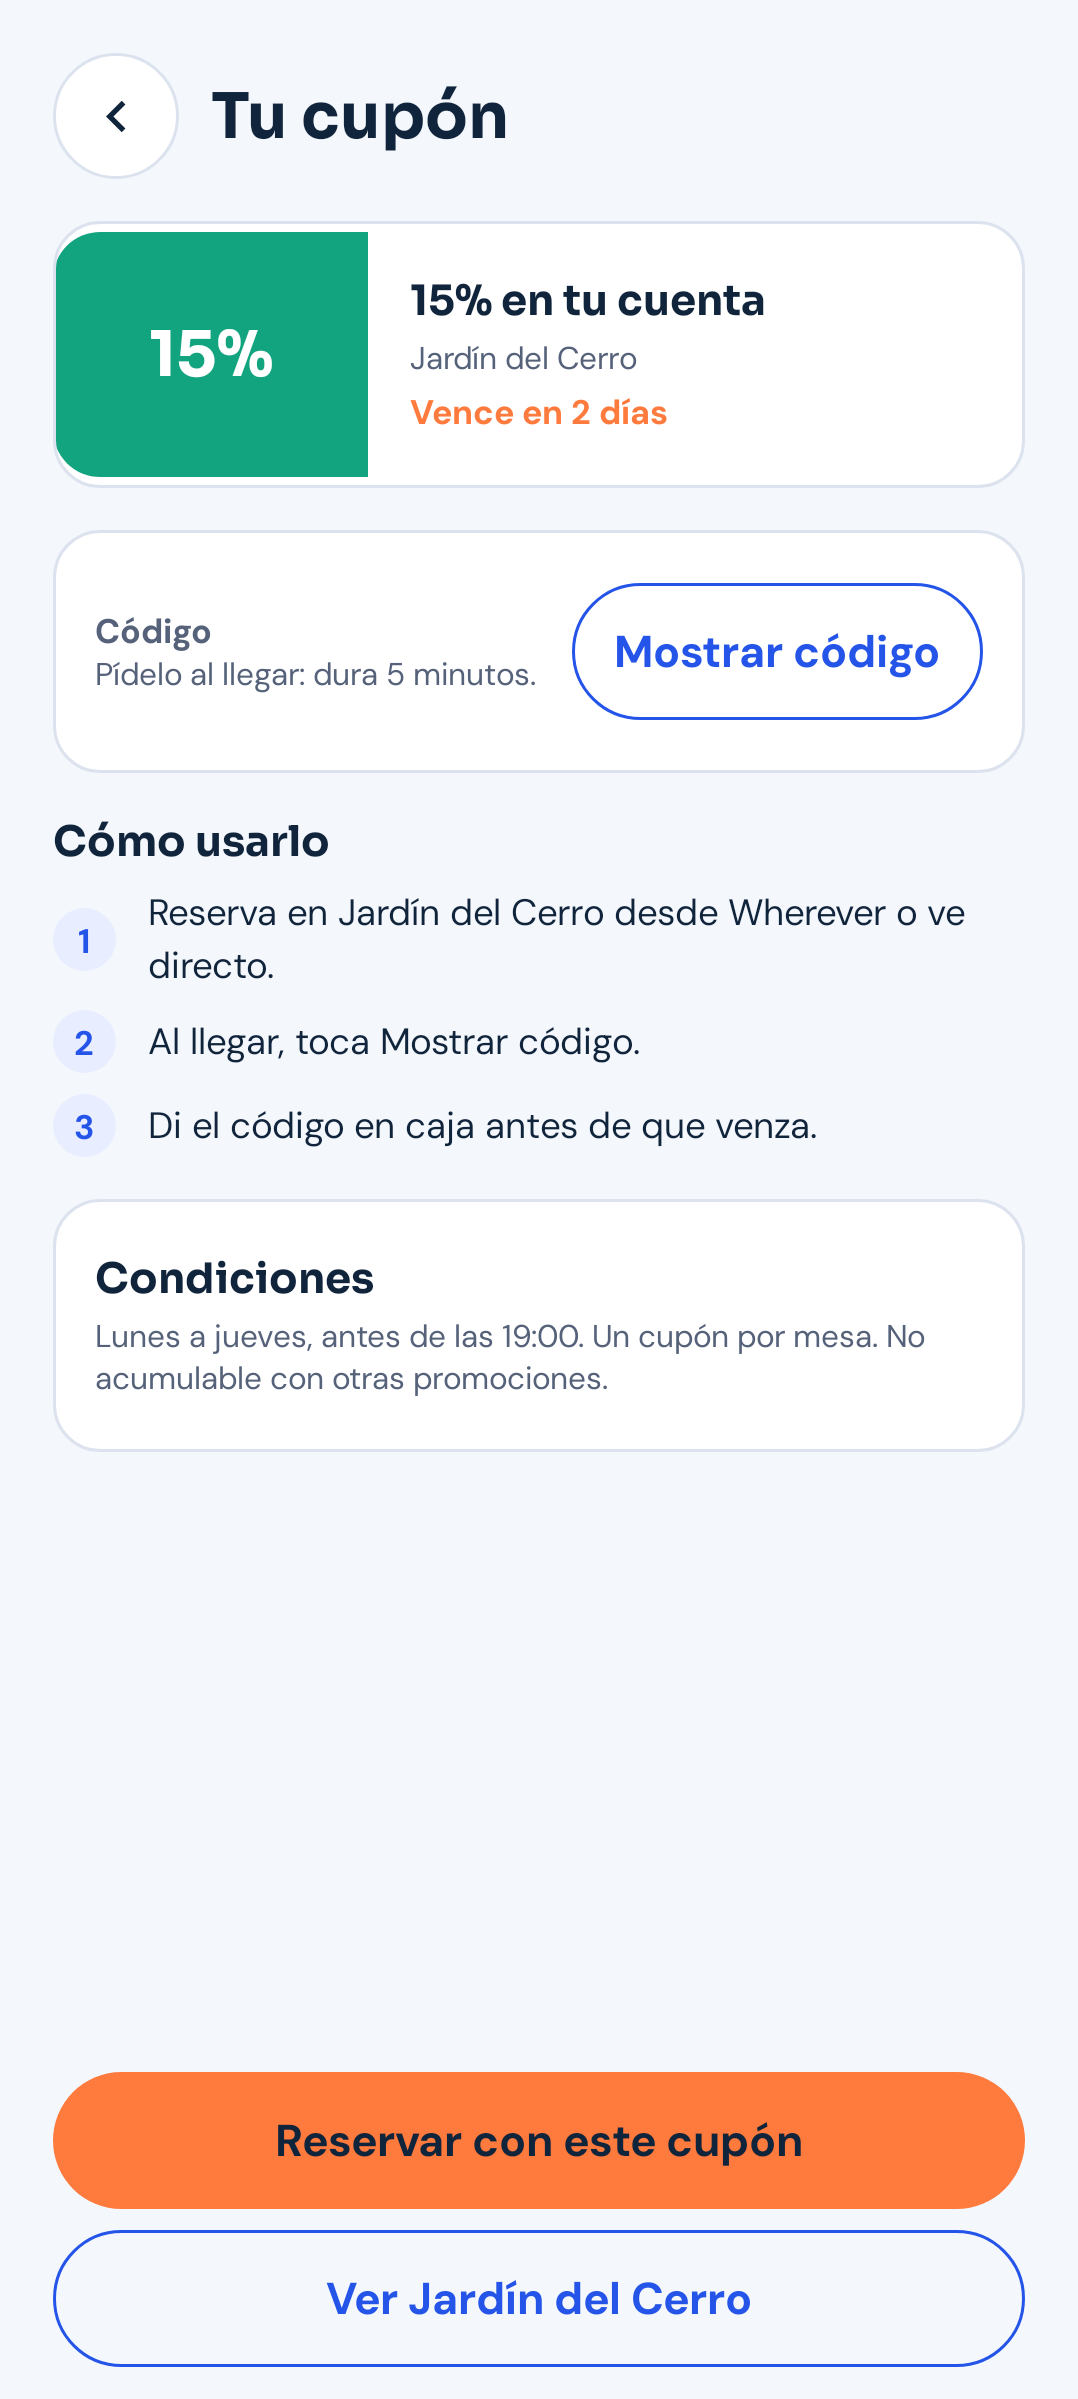 Tu cupón
15%
15% en tu cuenta
Jardín del Cerro
Vence en 2 días
Código
Pídelo al llegar: dura 5 minutos.
Mostrar código
Cómo usarlo
1
Reserva en Jardín del Cerro desde Wherever o ve
directo.
2
Al llegar, toca Mostrar código.
3
Di el código en caja antes de que venza.
Condiciones
Lunes a jueves, antes de las 19:00. Un cupón por mesa. No
acumulable con otras promociones.
Reservar con este cupón
Ver Jardín del Cerro